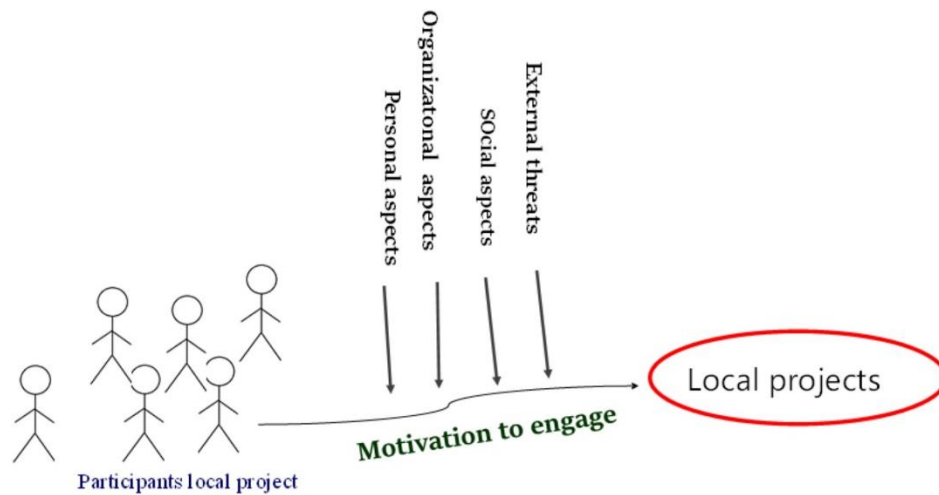 Personal aspects
Organizatonal aspects
SOcial aspects
External threats
Local projects
Motivation to engage
Participants local project